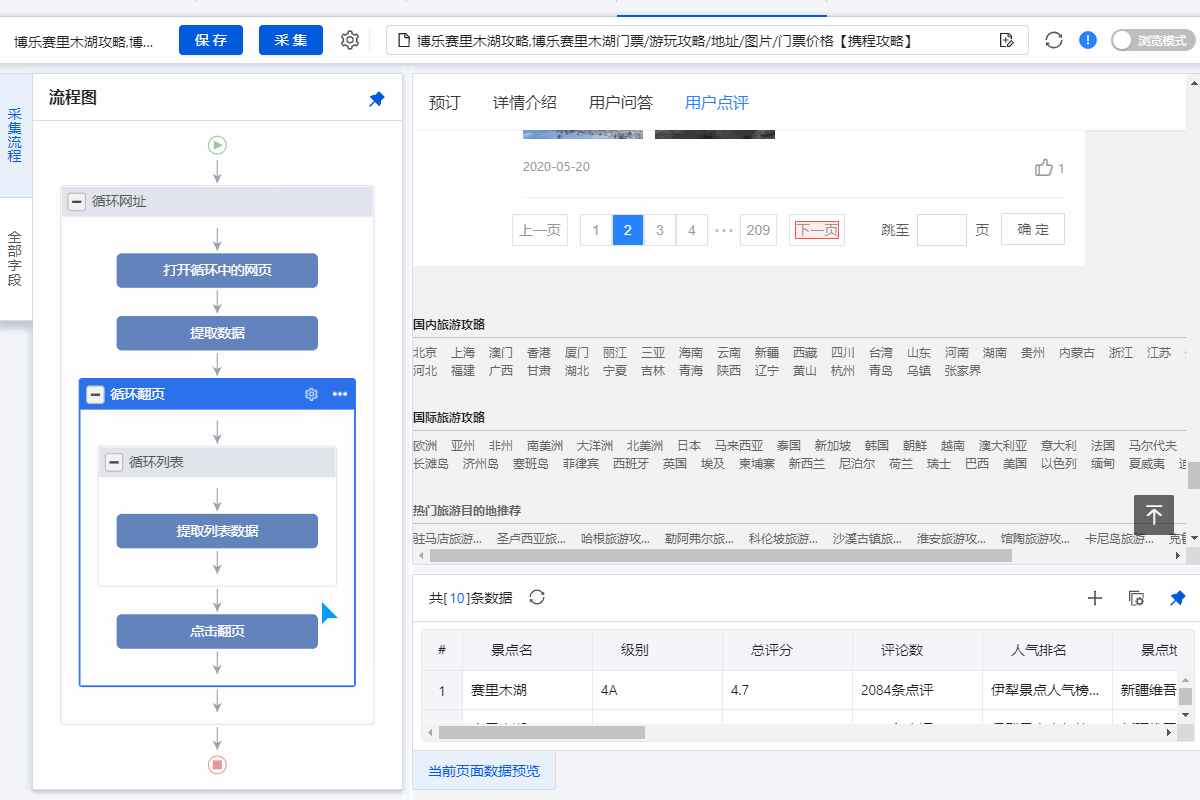 博乐赛里木湖攻略,博...
保 存
采 集
博乐赛里木湖攻略,博乐赛里木湖门票/游玩攻略/地址/图片/门票价格【携程攻略】
浏览模式
采集流程
全部字段
流程图
循环网址
打开循环中的网页
提取数据
循环翻页
循环列表
提取列表数据
点击翻页
预订 详情介绍 用户问答 用户点评
2020-05-20
1
上一页 1 2 3 4 ••• 209 下一页 跳至 页 确 定
国内旅游攻略
北京 上海 澳门 香港 厦门 丽江 三亚 海南 云南 新疆 西藏 四川 台湾 山东 河南 湖南 贵州 内蒙古 浙江 江苏
河北 福建 广西 甘肃 湖北 宁夏 吉林 青海 陕西 辽宁 黄山 杭州 青岛 乌镇 张家界
国际旅游攻略
欧洲 亚州 非州 南美洲 大洋洲 北美洲 日本 马来西亚 泰国 新加坡 韩国 朝鲜 越南 澳大利亚 意大利 法国 马尔代夫
长滩岛 济州岛 塞班岛 菲律宾 西班牙 英国 埃及 柬埔寨 新西兰 尼泊尔 荷兰 瑞士 巴西 美国 以色列 缅甸 夏威夷
热门旅游目的地推荐
驻马店旅游... 圣卢西亚旅... 哈根旅游攻... 勒阿弗尔旅... 科伦坡旅游... 沙溪古镇旅... 淮安旅游攻... 馆陶旅游攻... 卡尼岛旅游...
共[ 10 ]条数据
# 景点名 级别 总评分 评论数 人气排名 景点地
1 赛里木湖 4A 4.7 2084条点评 伊犁景点人气榜... 新疆维吾
当前页面数据预览